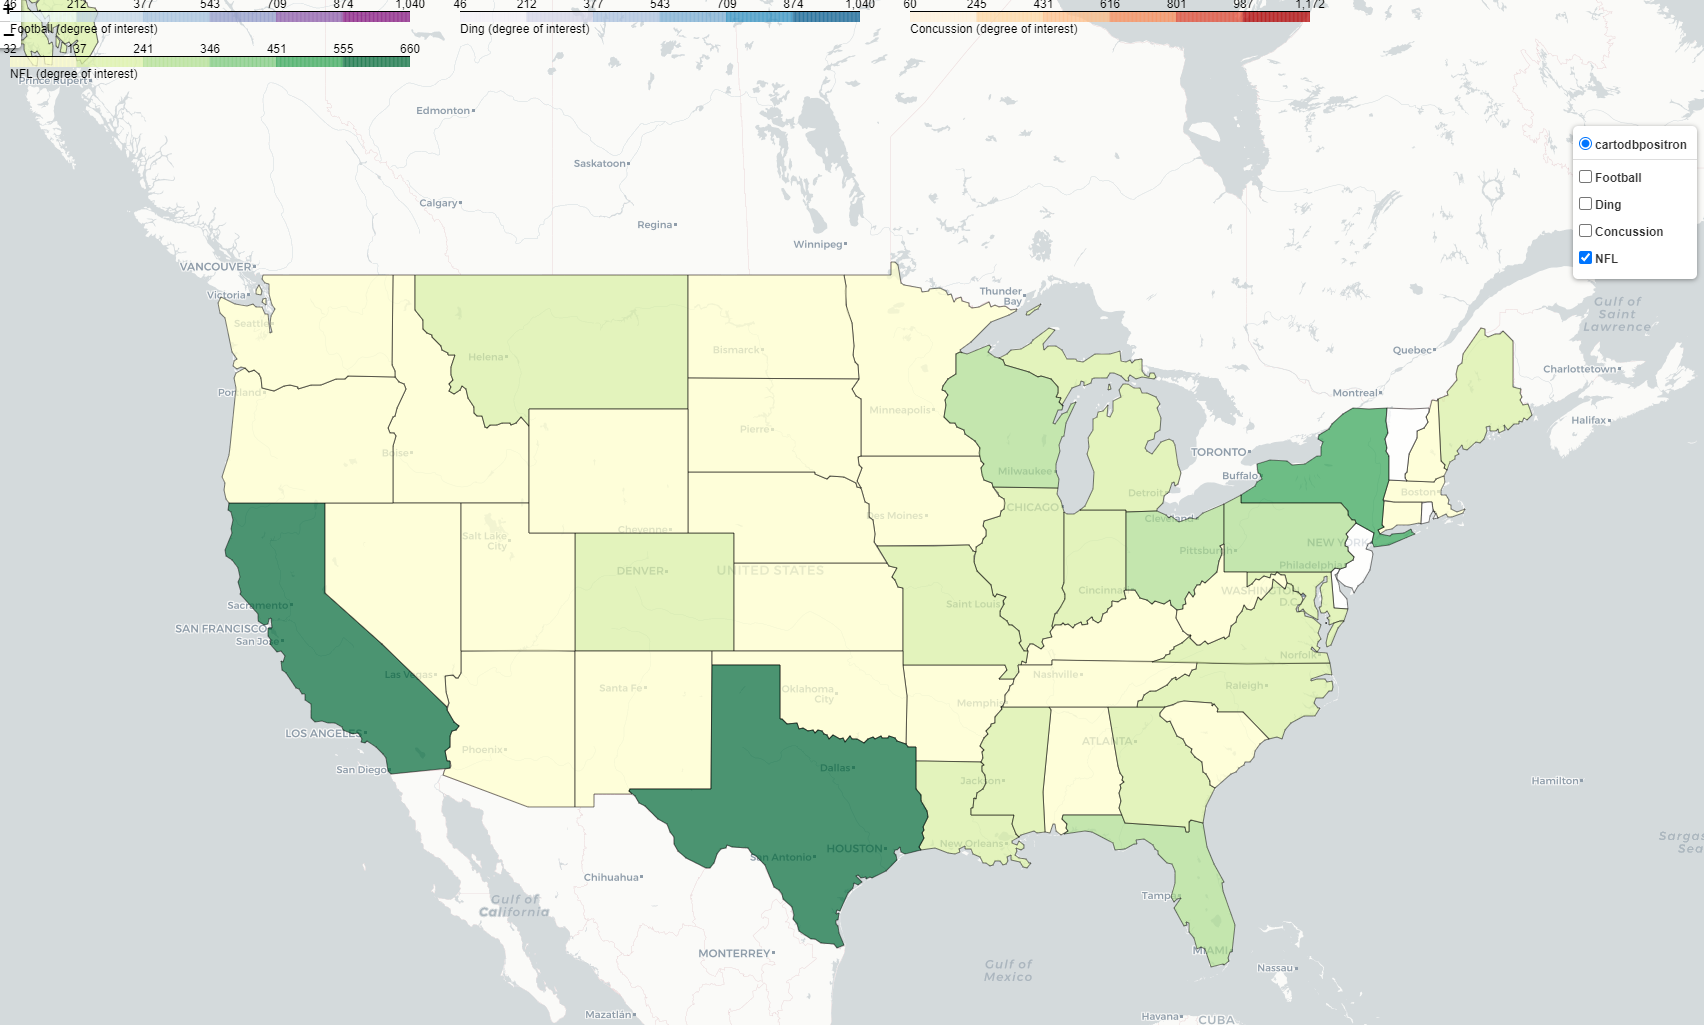 +
−
46 212 377 543 709 874 1,040
Football (degree of interest)
46 212 377 543 709 874 1,040
Ding (degree of interest)
60 245 431 616 801 987 1,172
Concussion (degree of interest)
32 137 241 346 451 555 660
NFL (degree of interest)
cartodbpositron
Football
Ding
Concussion
NFL
Prince Rupert
Edmonton
Saskatoon
Calgary
Regina
Winnipeg
VANCOUVER
Victoria
Thunder
Bay
Gulf of
Saint
Lawrence
Seattle
Bismarck
Helena
Quebec
Charlottetown
Portland
Montreal
Minneapolis
Halifax
Pierre
Boise
TORONTO
Milwaukee
Buffalo
Detroit
Boston
CHICAGO
Des Moines
Cleveland
Cheyenne
Salt Lake
City
NEW YORK
Pittsburgh
Philadelphia
DENVER
UNITED STATES
Cincinnati
WASHINGTON
D.C.
Sacramento
Saint Louis
SAN FRANCISCO
San Jose
Norfolk
Las Vegas
Nashville
Raleigh
Santa Fe
Oklahoma
City
Memphis
LOS ANGELES
ATLANTA
Phoenix
San Diego
Dallas
Jackson
Hamilton
Sargas
Sea
New Orleans
HOUSTON
San Antonio
Chihuahua
Tampa
Gulf of
California
MONTERREY
MIAMI
Gulf of
Mexico
Nassau
Mazatlán
Havana
CUBA